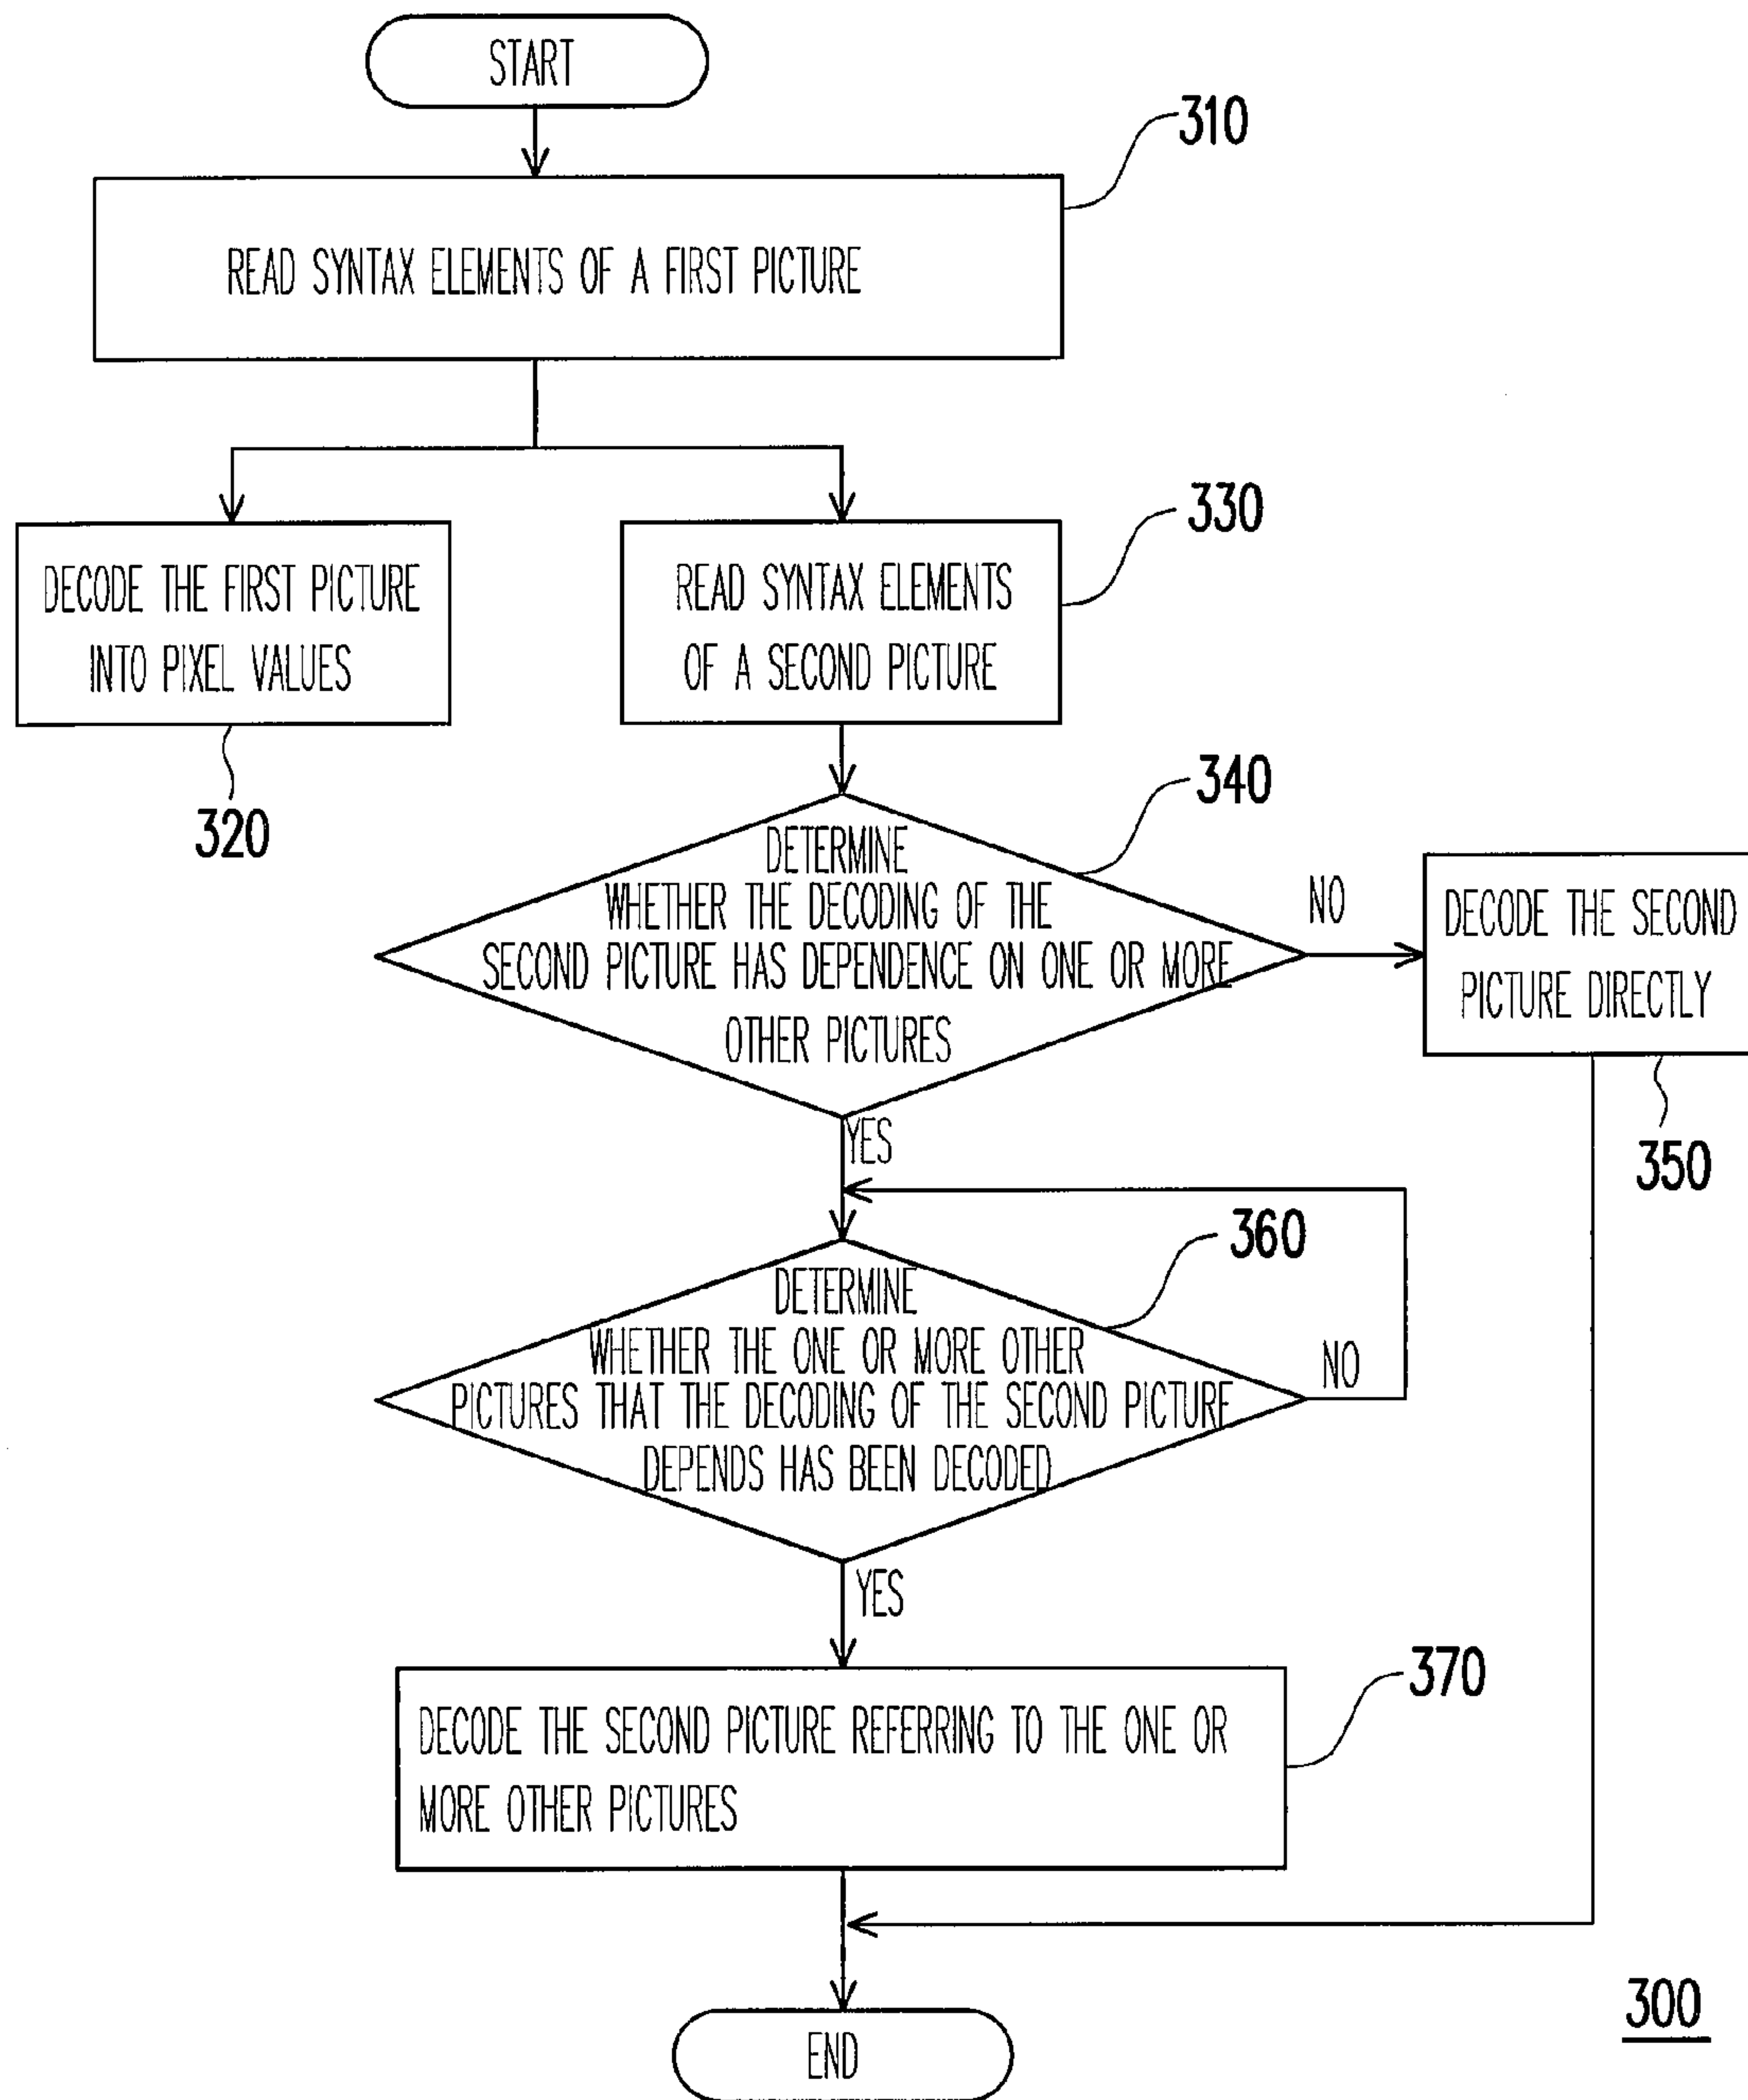 START
310
READ SYNTAX ELEMENTS OF A FIRST PICTURE
330
DECODE THE FIRST PICTURE
INTO PIXEL VALUES
320
READ SYNTAX ELEMENTS
OF A SECOND PICTURE
340
DETERMINE
WHETHER THE DECODING OF THE
SECOND PICTURE HAS DEPENDENCE ON ONE OR MORE
OTHER PICTURES
NO
DECODE THE SECOND
PICTURE DIRECTLY
350
YES
360
DETERMINE
WHETHER THE ONE OR MORE OTHER
PICTURES THAT THE DECODING OF THE SECOND PICTURE
DEPENDS HAS BEEN DECODED
NO
YES
370
DECODE THE SECOND PICTURE REFERRING TO THE ONE OR
MORE OTHER PICTURES
END
300